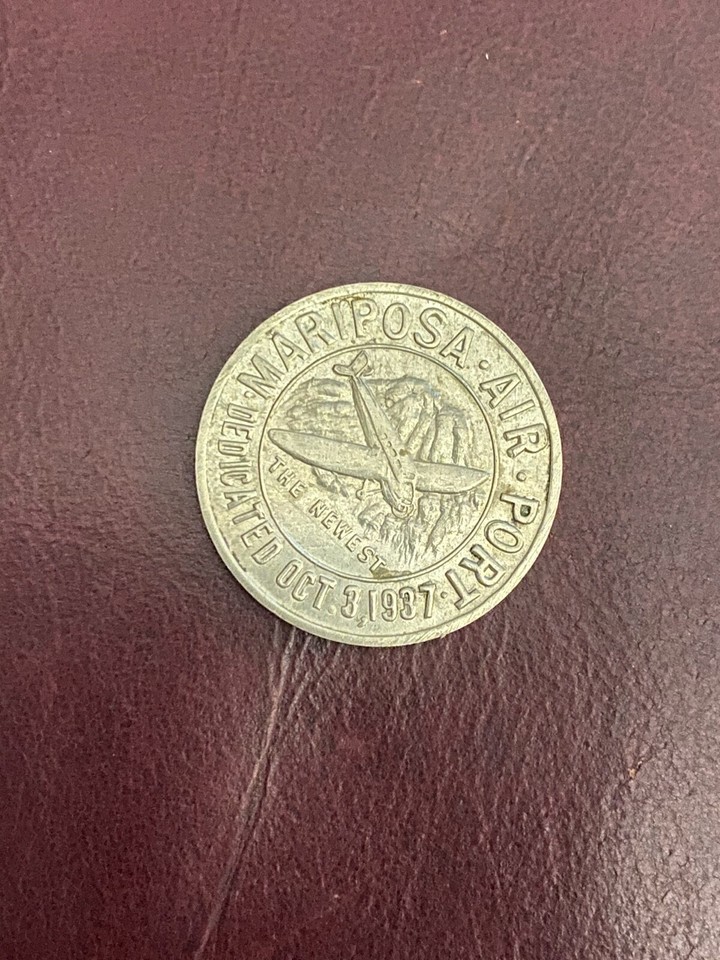 · MARIPOSA · AIR · PORT ·
DEDICATED OCT. 3, 1937
THE NEWEST